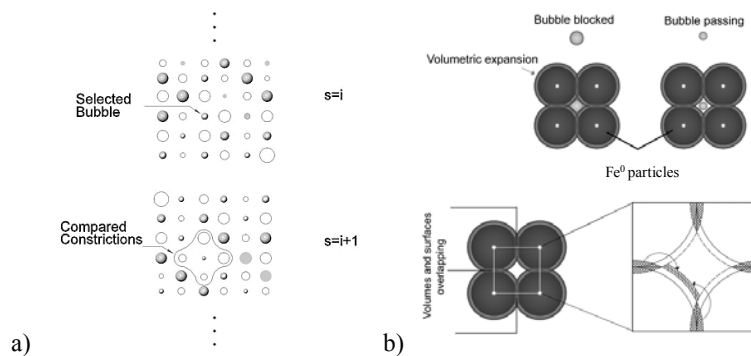 Selected
Bubble
s=i
Compared
Constrictions
s=i+1
a)
Bubble blocked
Bubble passing
Volumetric expansion
Fe⁰ particles
Volumes and surfaces
overlapping
b)